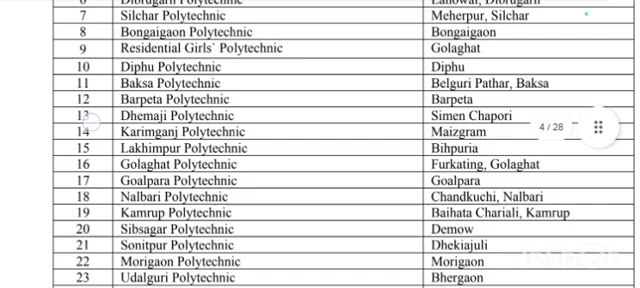 6 Dibrugarh Polytechnic Lahowal, Dibrugarh
7 Silchar Polytechnic Meherpur, Silchar
8 Bongaigaon Polytechnic Bongaigaon
9 Residential Girls` Polytechnic Golaghat
10 Diphu Polytechnic Diphu
11 Baksa Polytechnic Belguri Pathar, Baksa
12 Barpeta Polytechnic Barpeta
13 Dhemaji Polytechnic Simen Chapori
4 / 28
14 Karimganj Polytechnic Maizgram
15 Lakhimpur Polytechnic Bihpuria
16 Golaghat Polytechnic Furkating, Golaghat
17 Goalpara Polytechnic Goalpara
18 Nalbari Polytechnic Chandkuchi, Nalbari
19 Kamrup Polytechnic Baihata Chariali, Kamrup
20 Sibsagar Polytechnic Demow
21 Sonitpur Polytechnic Dhekiajuli
22 Morigaon Polytechnic Morigaon
23 Udalguri Polytechnic Bhergaon